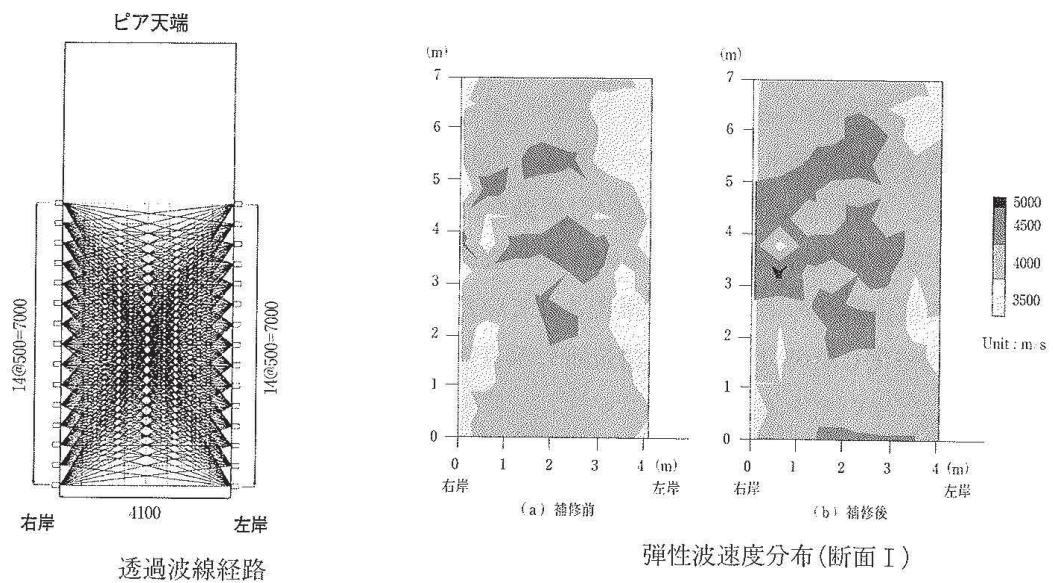 ピア天端
14@500=7000
14@500=7000
4100
右岸
左岸
透過波線経路
(m)
7
6
5
4
3
2
1
0
0 1 2 3 4 (m)
右岸 左岸
(a) 補修前
(m)
7
6
5
4
3
2
1
0
0 1 2 3 4 (m)
右岸 左岸
(b) 補修後
5000
4500
4000
3500
Unit : m/s
弾性波速度分布(断面Ⅰ)